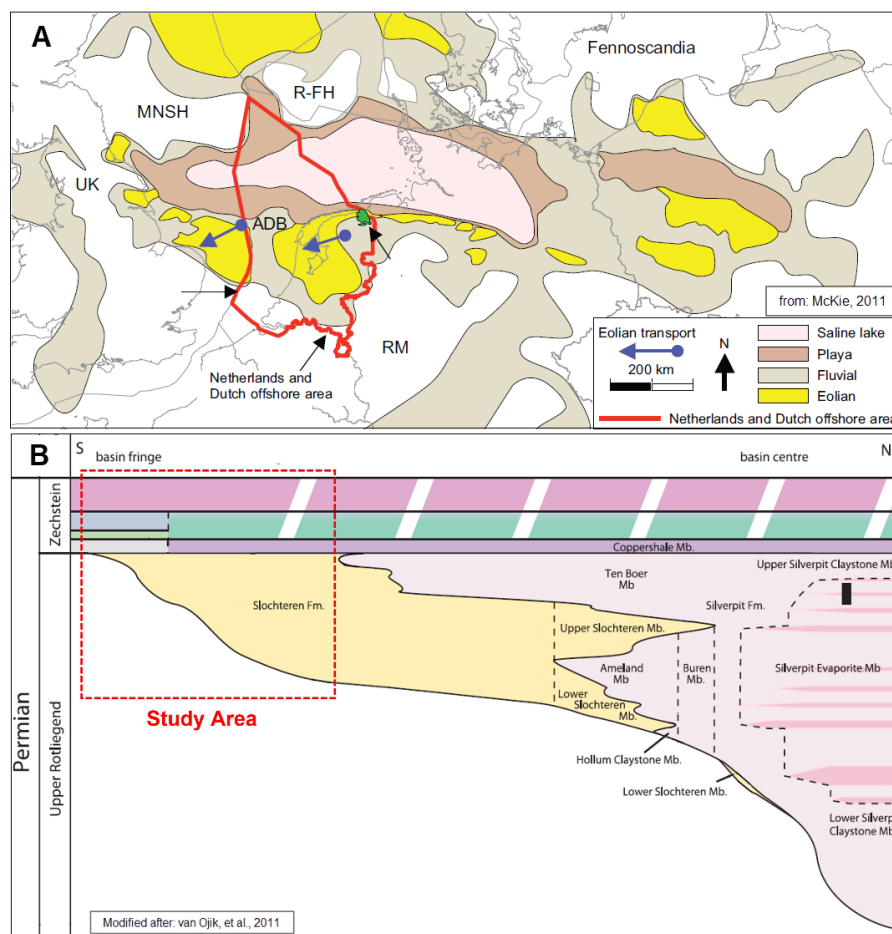 A
Fennoscandia
R-FH
MNSH
UK
ADB
RM
Netherlands and
Dutch offshore area
from: McKie, 2011
Eolian transport
N
200 km
Saline lake
Playa
Fluvial
Eolian
Netherlands and Dutch offshore area
B
S
basin fringe
basin centre
N
Zechstein
Coppershale Mb.
Ten Boer
Mb
Upper Silverpit Claystone Mb
Slochteren Fm.
Silverpit Fm.
Upper Slochteren Mb.
Ameland
Mb
Buren
Mb.
Silverpit Evaporite Mb
Lower
Slochteren
Mb.
Study Area
Hollum Claystone Mb.
Lower Slochteren Mb.
Lower Silverpit
Claystone Mb
Permian
Upper Rotliegend
Modified after: van Ojik, et al., 2011